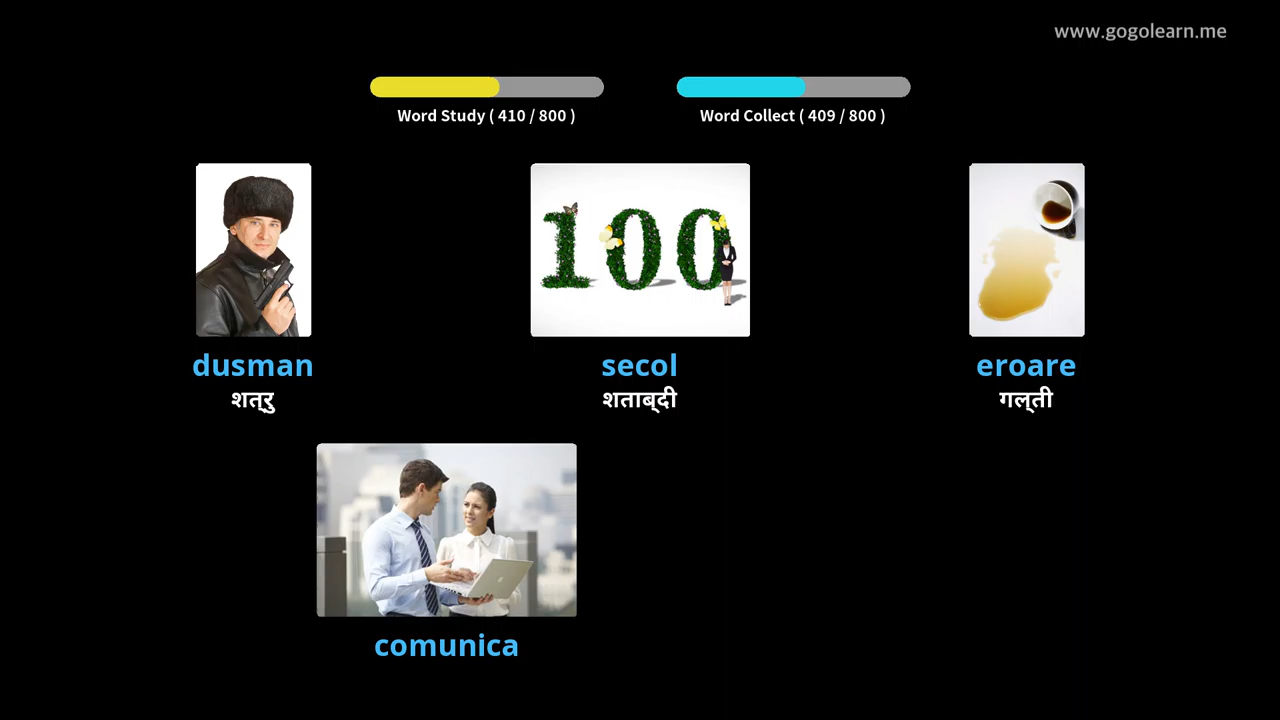 www.gogolearn.me
Word Study ( 410 / 800 )
Word Collect ( 409 / 800 )
100
dusman
शत्रु
secol
शताब्दी
eroare
गल्ती
comunica